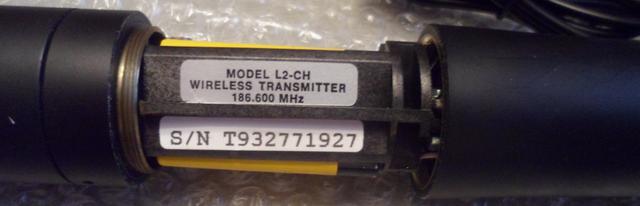 MODEL L2-CH
WIRELESS TRANSMITTER
186.600 MHz
S/N T932771927